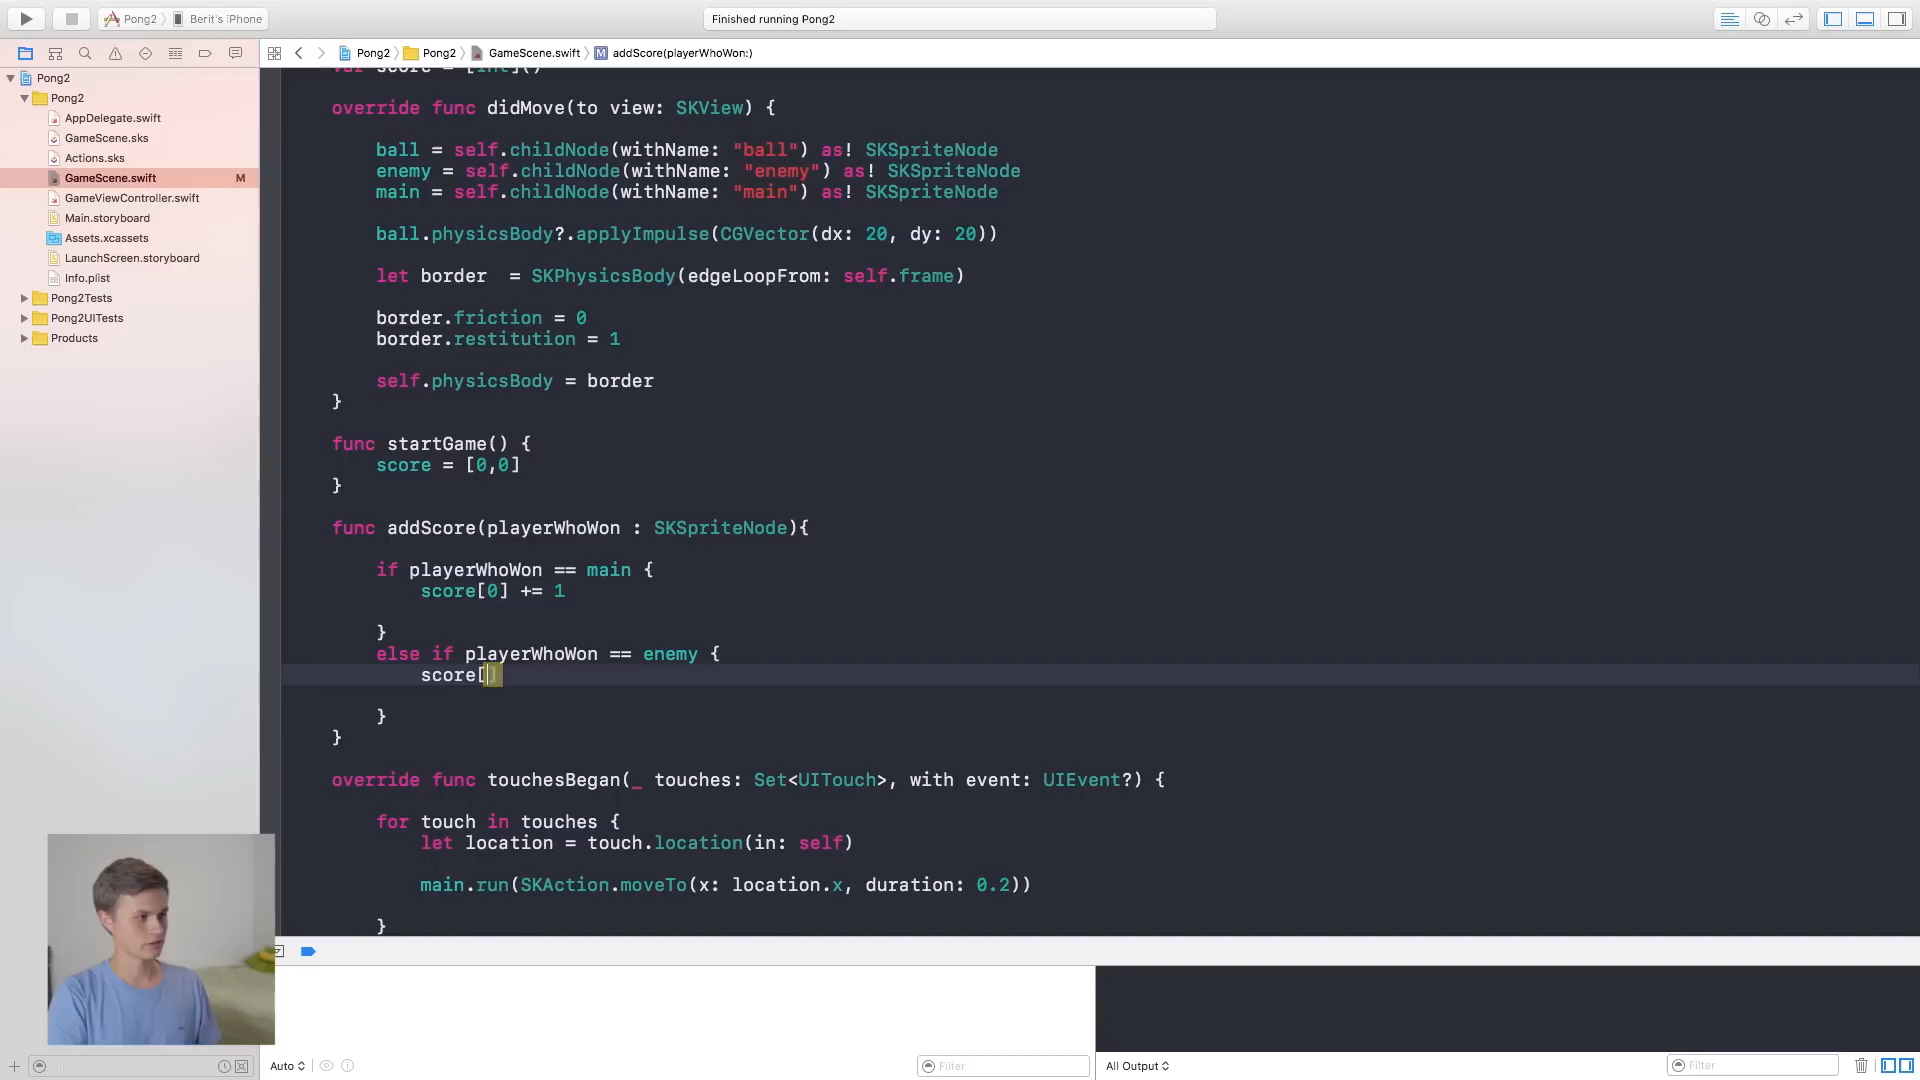 Pong2 Berit's iPhone
Finished running Pong2
Pong2 Pong2 GameScene.swift M addScore(playerWhoWon:)
Pong2
Pong2
AppDelegate.swift
GameScene.sks
Actions.sks
GameScene.swift M
GameViewController.swift
Main.storyboard
Assets.xcassets
LaunchScreen.storyboard
Info.plist
Pong2Tests
Pong2UITests
Products
var score = [Int]()
override func didMove(to view: SKView) {
ball = self.childNode(withName: "ball") as! SKSpriteNode
enemy = self.childNode(withName: "enemy") as! SKSpriteNode
main = self.childNode(withName: "main") as! SKSpriteNode
ball.physicsBody?.applyImpulse(CGVector(dx: 20, dy: 20))
let border  = SKPhysicsBody(edgeLoopFrom: self.frame)
border.friction = 0
border.restitution = 1
self.physicsBody = border
}
func startGame() {
score = [0,0]
}
func addScore(playerWhoWon : SKSpriteNode){
if playerWhoWon == main {
score[0] += 1
}
else if playerWhoWon == enemy {
score[]
}
}
override func touchesBegan(_ touches: Set<UITouch>, with event: UIEvent?) {
for touch in touches {
let location = touch.location(in: self)
main.run(SKAction.moveTo(x: location.x, duration: 0.2))
}
Auto Filter All Output Filter